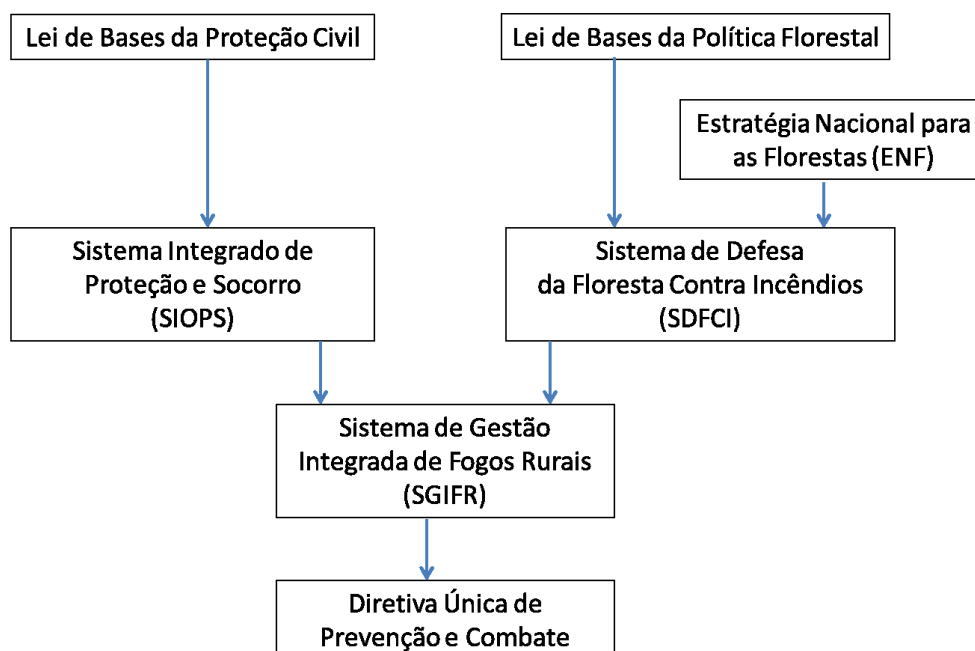 Lei de Bases da Proteção Civil
Lei de Bases da Política Florestal
Estratégia Nacional para
as Florestas (ENF)
Sistema Integrado de
Proteção e Socorro
(SIOPS)
Sistema de Defesa
da Floresta Contra Incêndios
(SDFCI)
Sistema de Gestão
Integrada de Fogos Rurais
(SGIFR)
Diretiva Única de
Prevenção e Combate